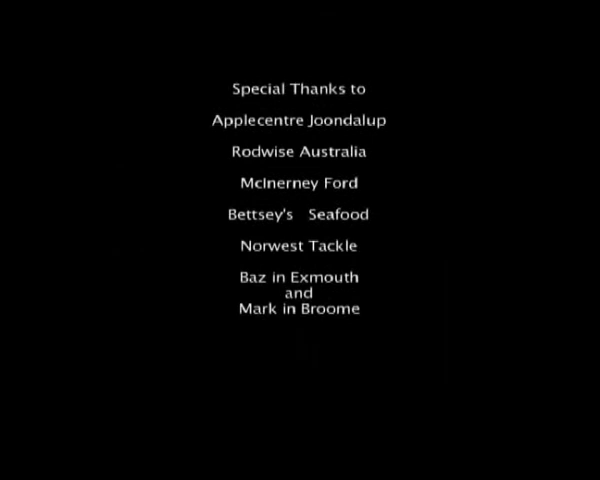 Special Thanks to
Applecentre Joondalup
Rodwise Australia
McInerney Ford
Bettsey's Seafood
Norwest Tackle
Baz in Exmouth
and
Mark in Broome